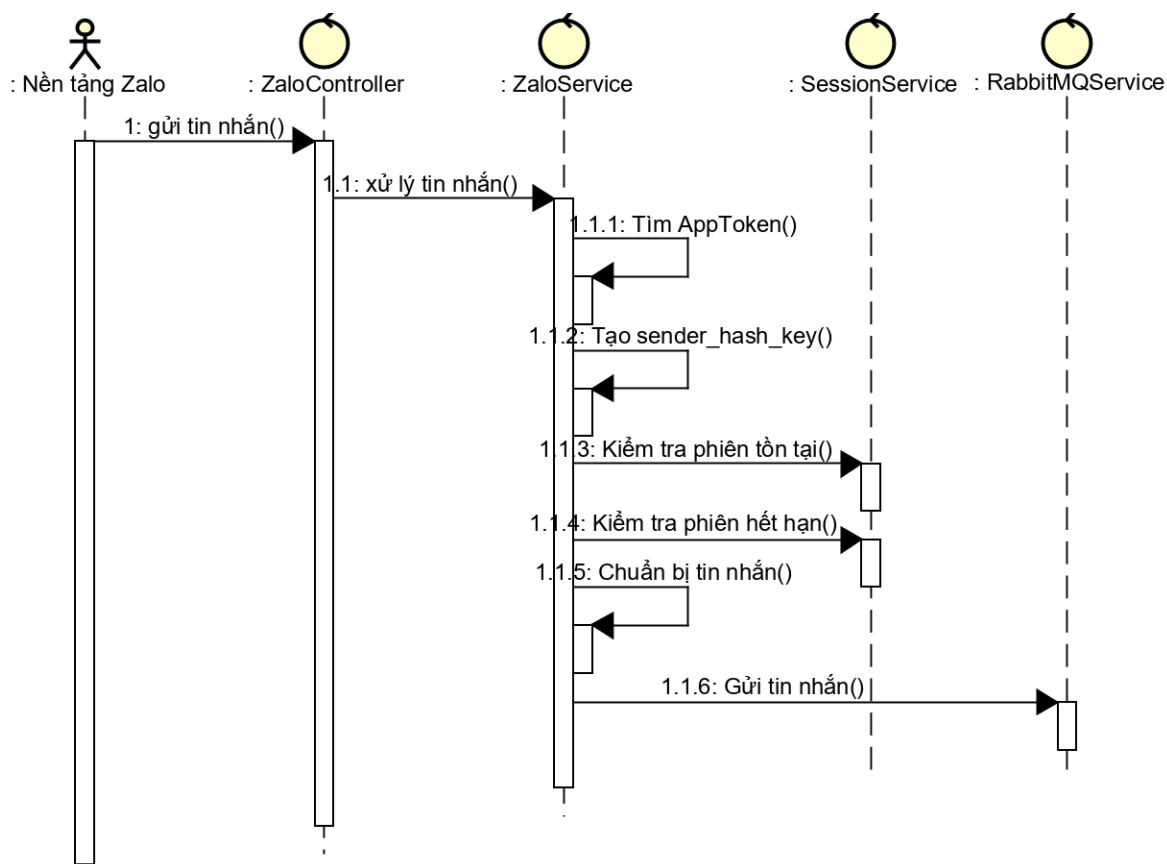 : Nền tảng Zalo
: ZaloController
: ZaloService
: SessionService
: RabbitMQService
1: gửi tin nhắn()
1.1: xử lý tin nhắn()
1.1.1: Tìm AppToken()
1.1.2: Tạo sender_hash_key()
1.1.3: Kiểm tra phiên tồn tại()
1.1.4: Kiểm tra phiên hết hạn()
1.1.5: Chuẩn bị tin nhắn()
1.1.6: Gửi tin nhắn()